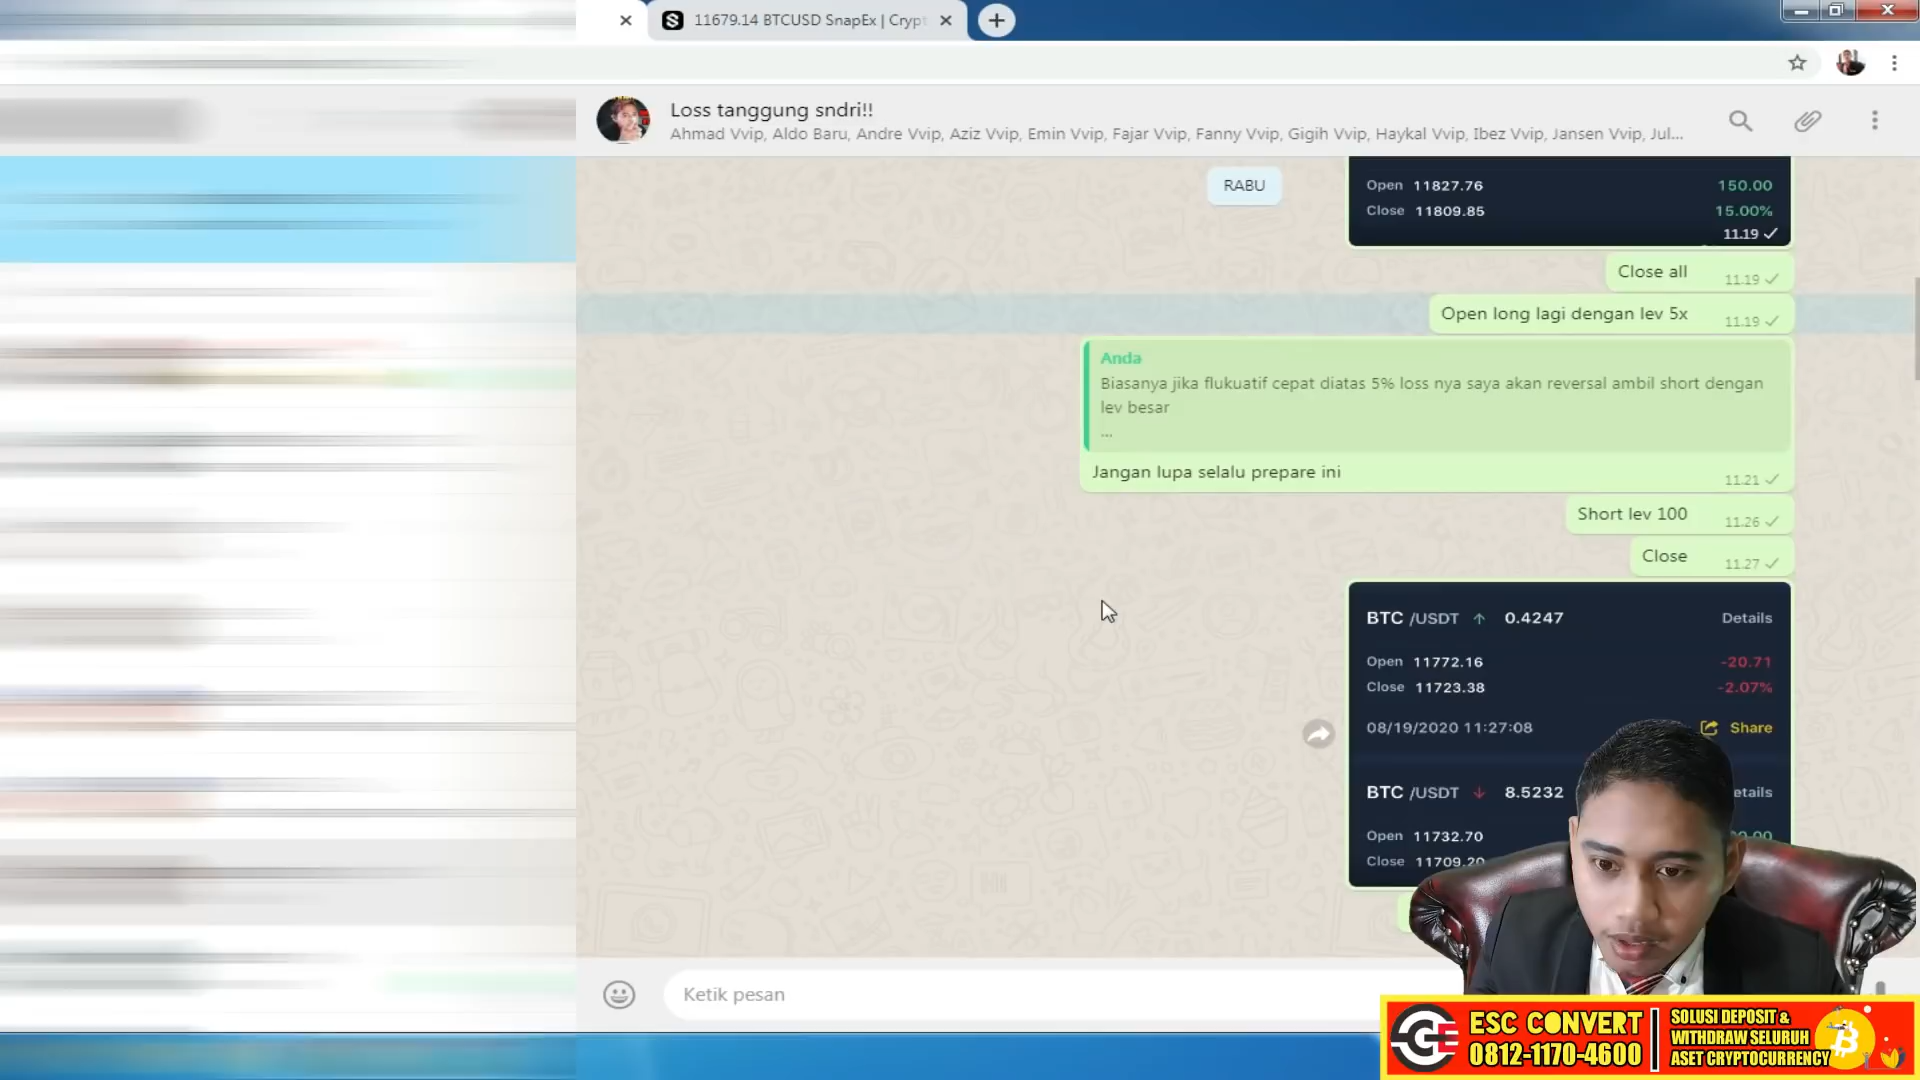 11679.14 BTCUSD SnapEx | Crypt
Loss tanggung sndri!!
Ahmad Vvip, Aldo Baru, Andre Vvip, Aziz Vvip, Emin Vvip, Fajar Vvip, Fanny Vvip, Gigih Vvip, Haykal Vvip, Ibez Vvip, Jansen Vvip, Jul...
RABU
Open 11827.76 150.00
Close 11809.85 15.00%
11.19
Close all 11.19
Open long lagi dengan lev 5x 11.19
Anda
Biasanya jika flukuatif cepat diatas 5% loss nya saya akan reversal ambil short dengan
lev besar
...
Jangan lupa selalu prepare ini 11.21
Short lev 100 11.26
Close 11.27
BTC /USDT ↑ 0.4247 Details
Open 11772.16 -20.71
Close 11723.38 -2.07%
08/19/2020 11:27:08 Share
BTC /USDT ↓ 8.5232 etails
Open 11732.70
Close 11709.20
Ketik pesan
ESC CONVERT
0812-1170-4600
SOLUSI DEPOSIT &
WITHDRAW SELURUH
ASET CRYPTOCURRENCY